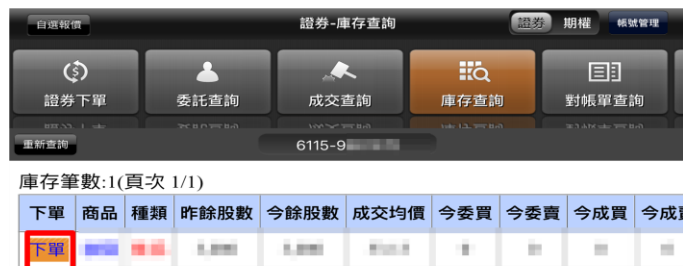 自選報價 證券-庫存查詢 證券 期權 帳號管理
證券下單 委託查詢 成交查詢 庫存查詢 對帳單查詢
重新查詢 6115-9
庫存筆數:1(頁次 1/1)
下單 商品 種類 昨餘股數 今餘股數 成交均價 今委買 今委賣 今成買 今成賣
下單